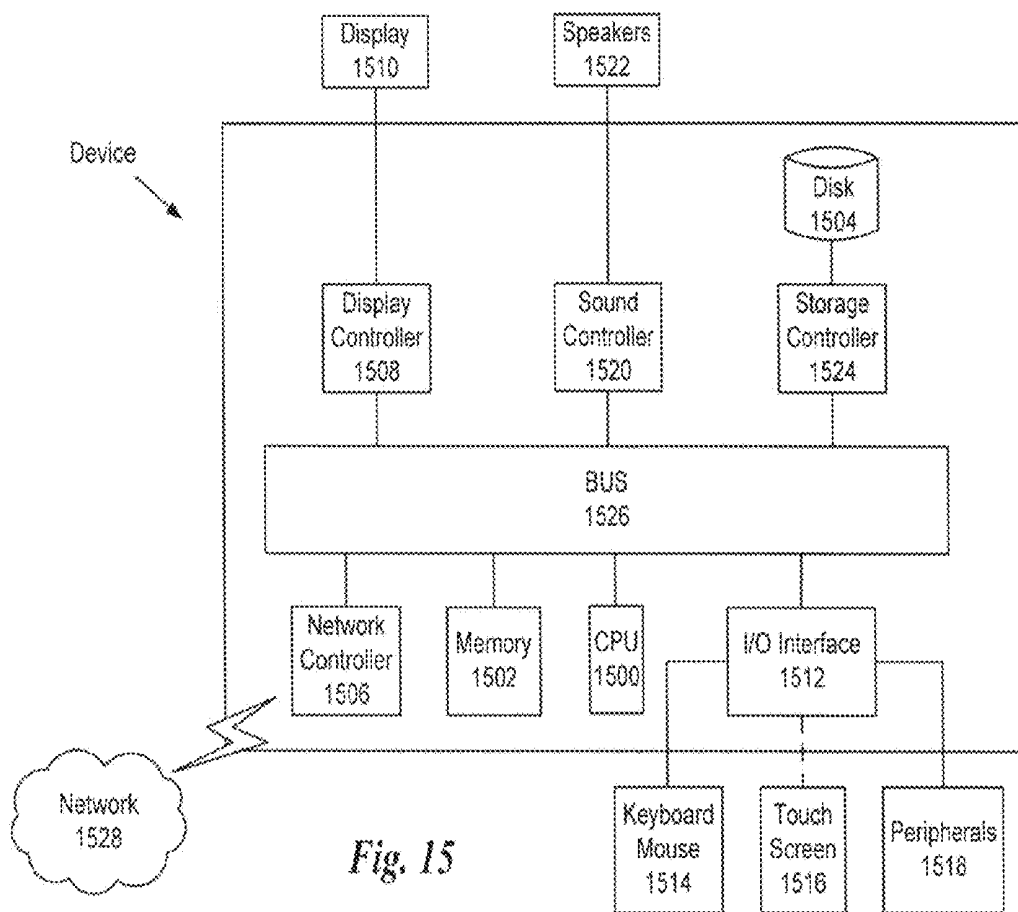 Display
1510
Speakers
1522
Device
Disk
1504
Display
Controller
1508
Sound
Controller
1520
Storage
Controller
1524
BUS
1526
Network
Controller
1506
Memory
1502
CPU
1500
I/O Interface
1512
Network
1528
Keyboard
Mouse
1514
Touch
Screen
1516
Peripherals
1518
Fig. 15